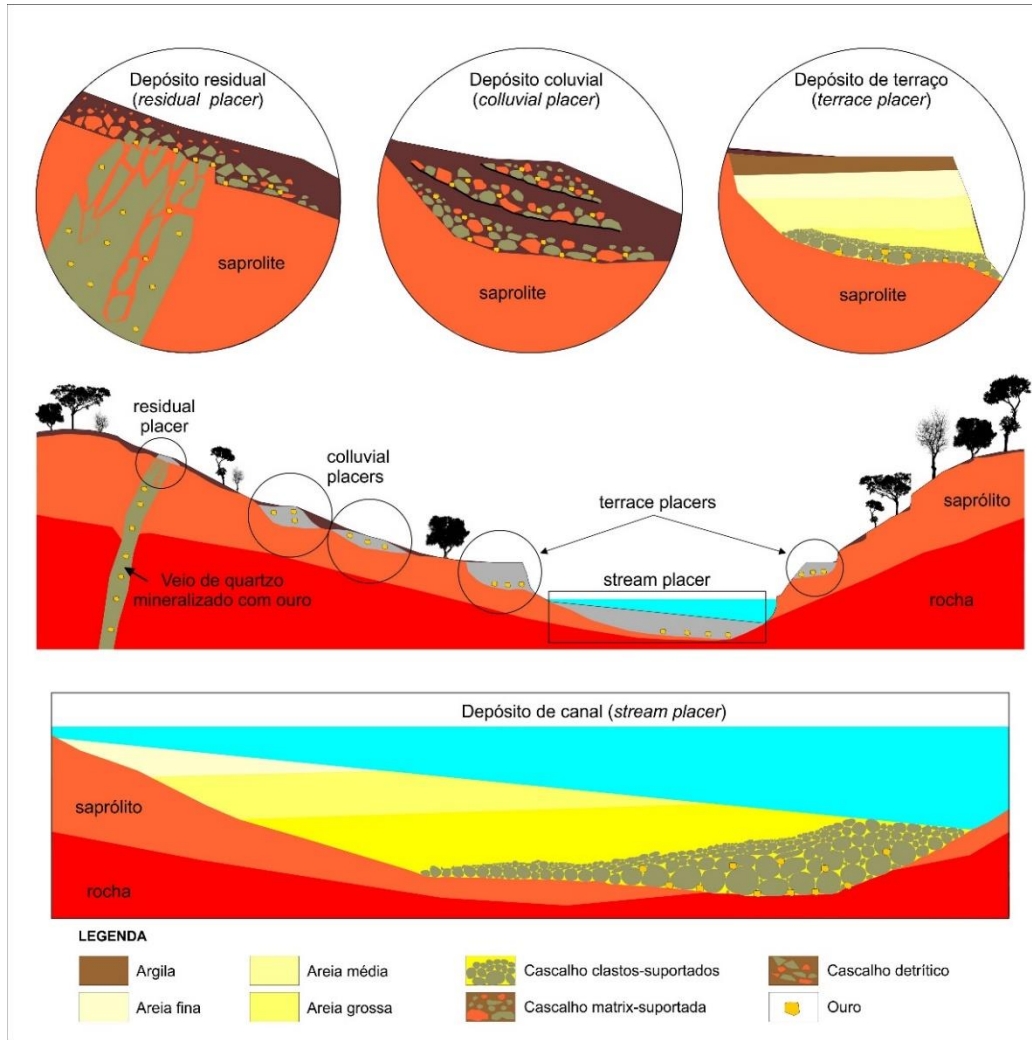 Depósito residual
(residual placer)
saprolite
Depósito coluvial
(colluvial placer)
saprolite
Depósito de terraço
(terrace placer)
saprolite
residual
placer
colluvial
placers
terrace placers
stream placer
saprólito
rocha
Veio de quartzo
mineralizado com ouro
Depósito de canal (stream placer)
saprólito
rocha
LEGENDA
Argila
Areia média
Cascalho clastos-suportados
Cascalho detrítico
Areia fina
Areia grossa
Cascalho matrix-suportada
Ouro